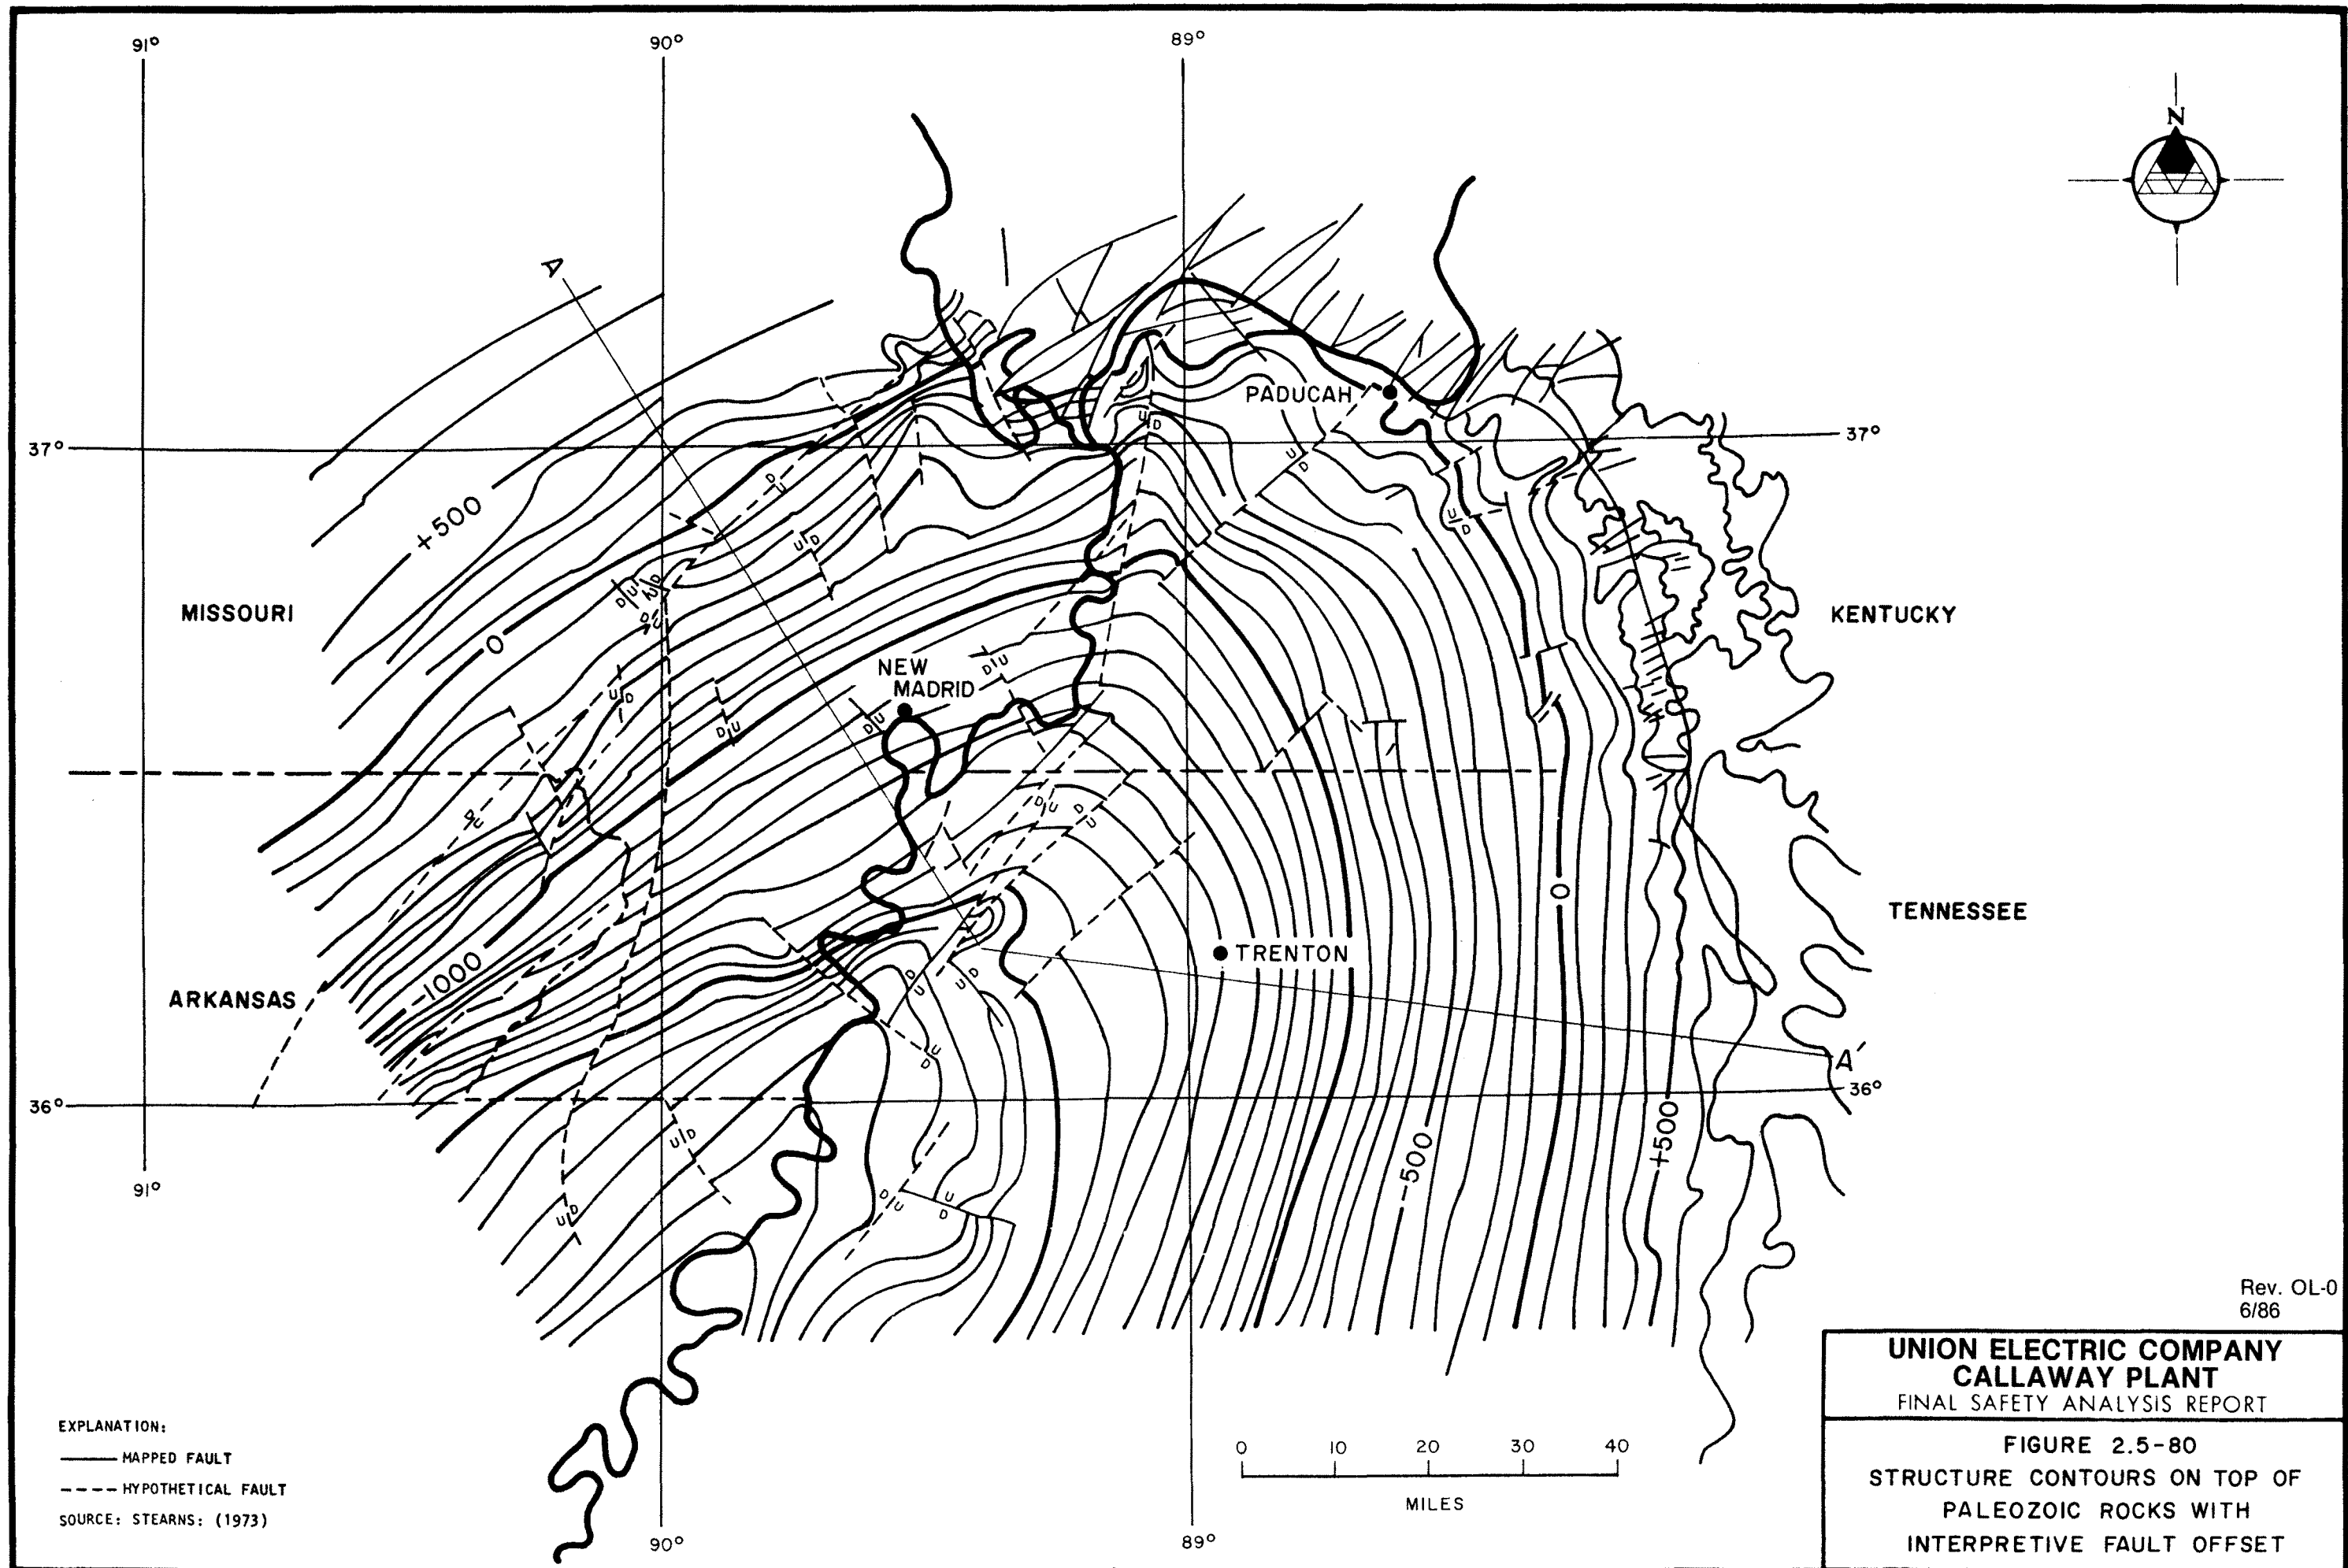 91°
90°
89°
N
A
PADUCAH
37°
37°
U
D
U
D
D
U
+500
U
D
U
D
D
U
U
D
D
U
MISSOURI
KENTUCKY
0
NEW
MADRID
D
U
U
D
D
U
D
U
D
U
D
U
D
U
0
TENNESSEE
TRENTON
-1000
ARKANSAS
D
U
D
U
U
D
A′
36°
36°
U
D
-500
+500
91°
D
U
U
D
U
D
Rev. OL-0
6/86
UNION ELECTRIC COMPANY
CALLAWAY PLANT
FINAL SAFETY ANALYSIS REPORT
FIGURE 2.5-80
STRUCTURE CONTOURS ON TOP OF
PALEOZOIC ROCKS WITH
INTERPRETIVE FAULT OFFSET
EXPLANATION:
MAPPED FAULT
HYPOTHETICAL FAULT
SOURCE: STEARNS: (1973)
0 10 20 30 40
MILES
90°
89°